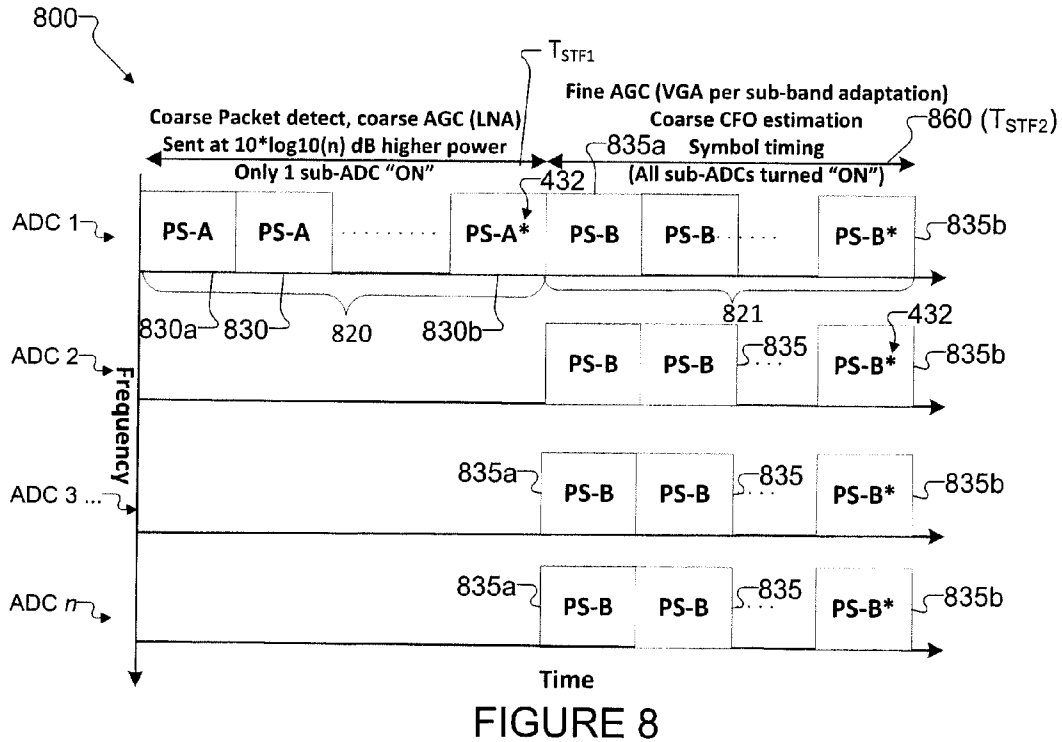 800
T_STF1
Fine AGC (VGA per sub-band adaptation)
Coarse Packet detect, coarse AGC (LNA)
Coarse CFO estimation
860 (T_STF2)
Sent at 10*log10(n) dB higher power
835a
Symbol timing
Only 1 sub-ADC “ON”
432
(All sub-ADCs turned “ON”)
ADC 1
PS-A
PS-A
.........
PS-A*
PS-B
PS-B
......
PS-B*
835b
830a
830
820
830b
821
432
ADC 2
PS-B
PS-B
835
....
PS-B*
835b
Frequency
835a
ADC 3 ...
PS-B
PS-B
835
....
PS-B*
835b
835a
ADC n
PS-B
PS-B
835
....
PS-B*
835b
Time
FIGURE 8